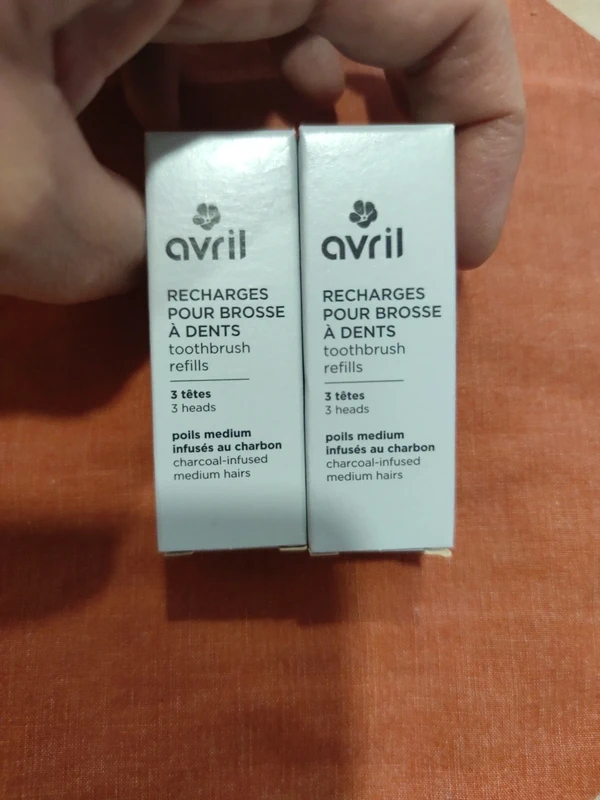 avril
RECHARGES
POUR BROSSE
À DENTS
toothbrush
refills
3 têtes
3 heads
poils medium
infusés au charbon
charcoal-infused
medium hairs
avril
RECHARGES
POUR BROSSE
À DENTS
toothbrush
refills
3 têtes
3 heads
poils medium
infusés au charbon
charcoal-infused
medium hairs